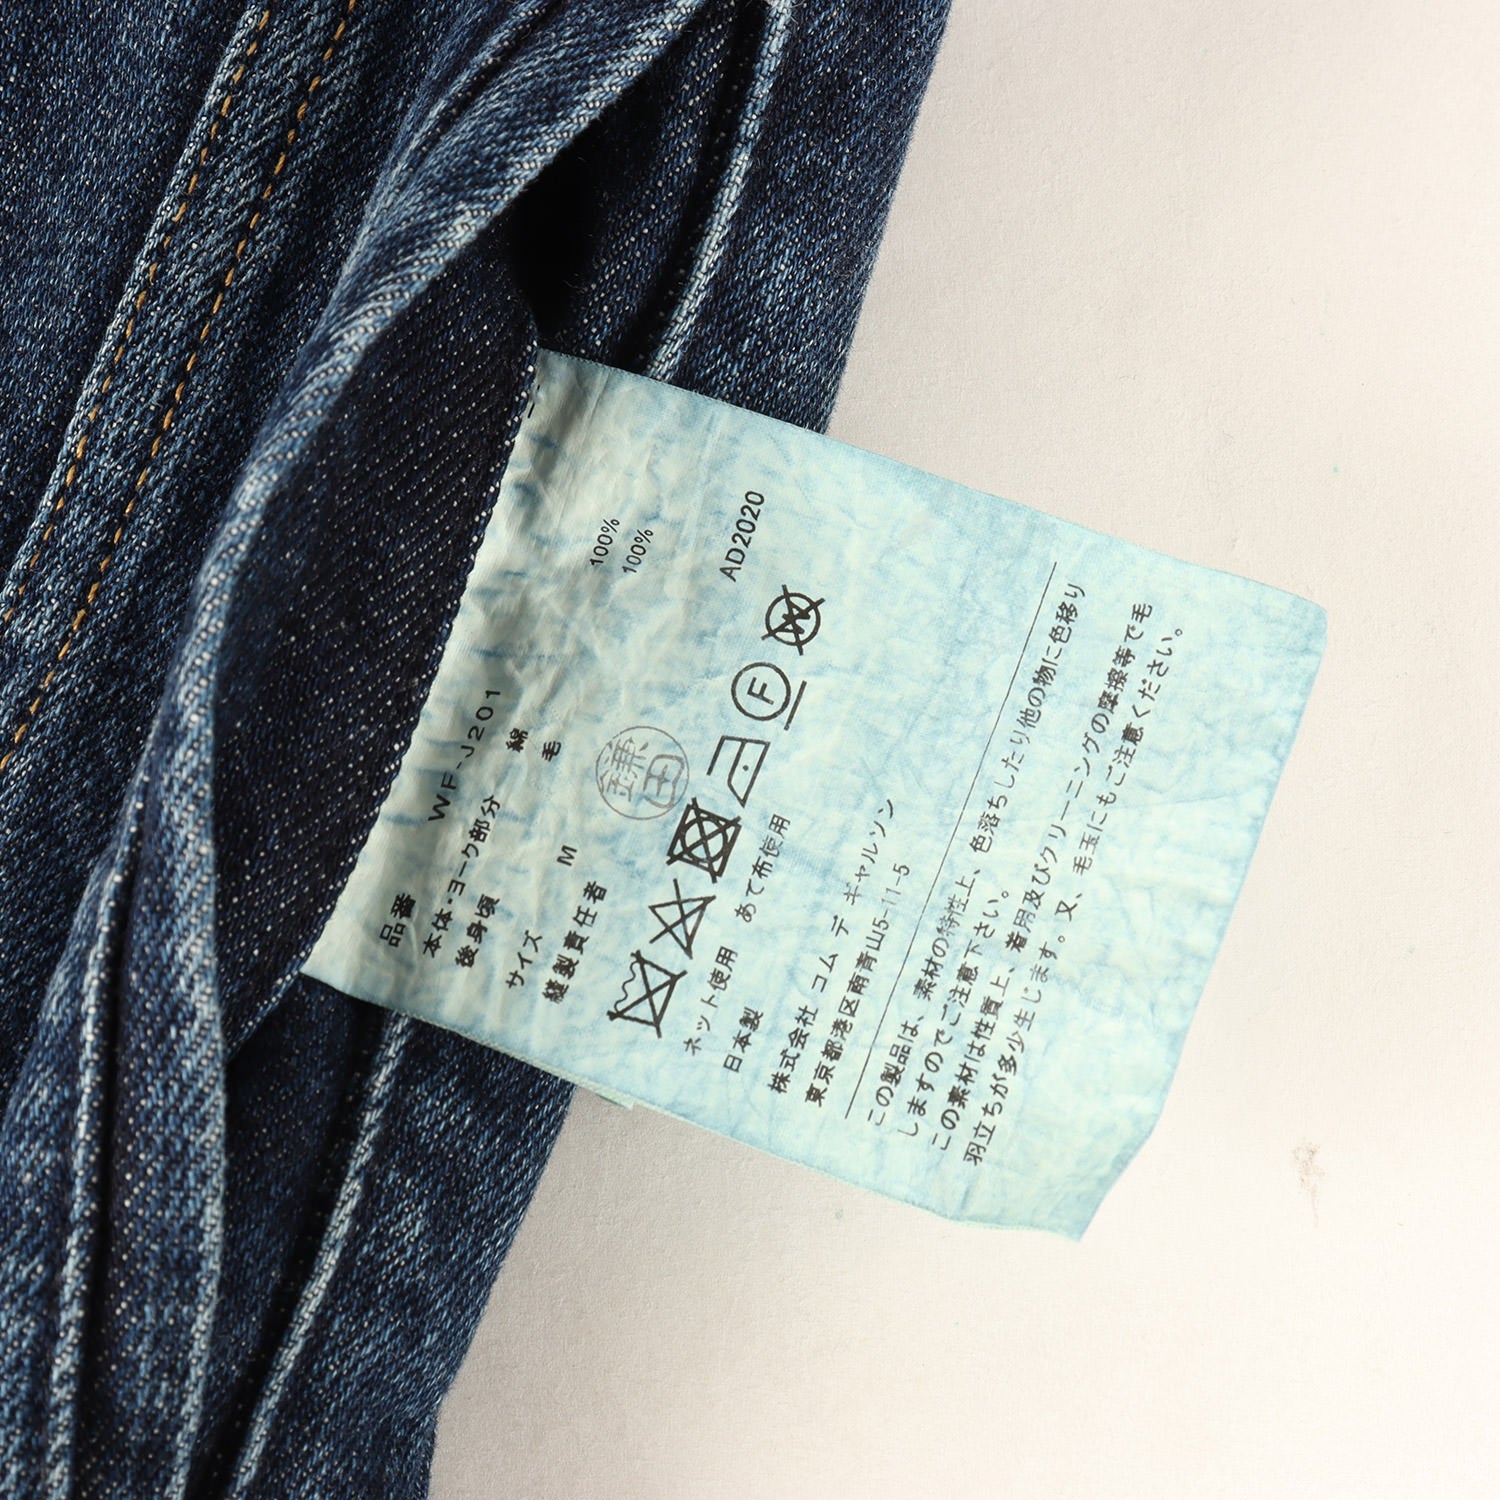 品番 WF-J201
本体・ヨーク部分 綿 100%
後身頃 毛 100%
サイズ M
縫製責任者 鎌田
AD2020
F
W
ネット使用 あて布使用
日本製
株式会社 コム デ ギャルソン
東京都港区南青山5-11-5
この製品は、素材の特性上、色落ちしたり他の物に色移り
しますのでご注意下さい。
この素材は性質上、着用及びクリーニングの摩擦等で毛
羽立ちが多少生じます。又、毛玉にもご注意ください。